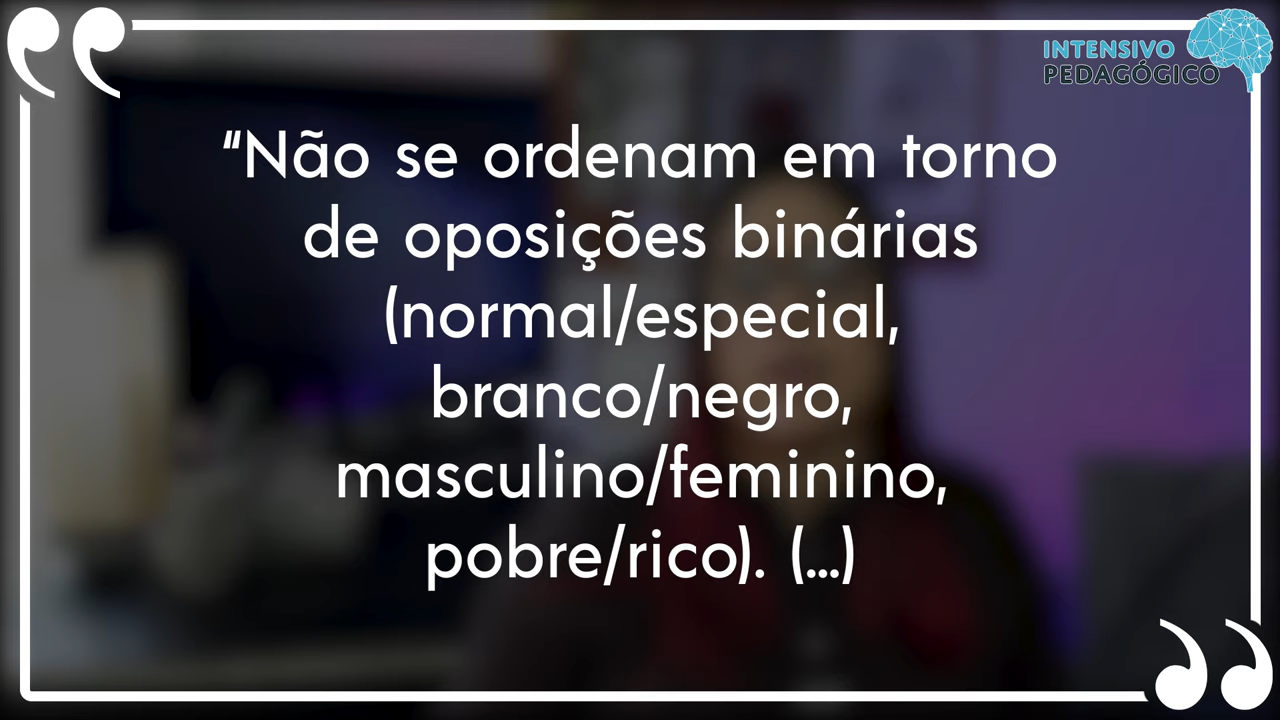 INTENSIVO
PEDAGÓGICO
“Não se ordenam em torno
de oposições binárias
(normal/especial,
branco/negro,
masculino/feminino,
pobre/rico). (...)